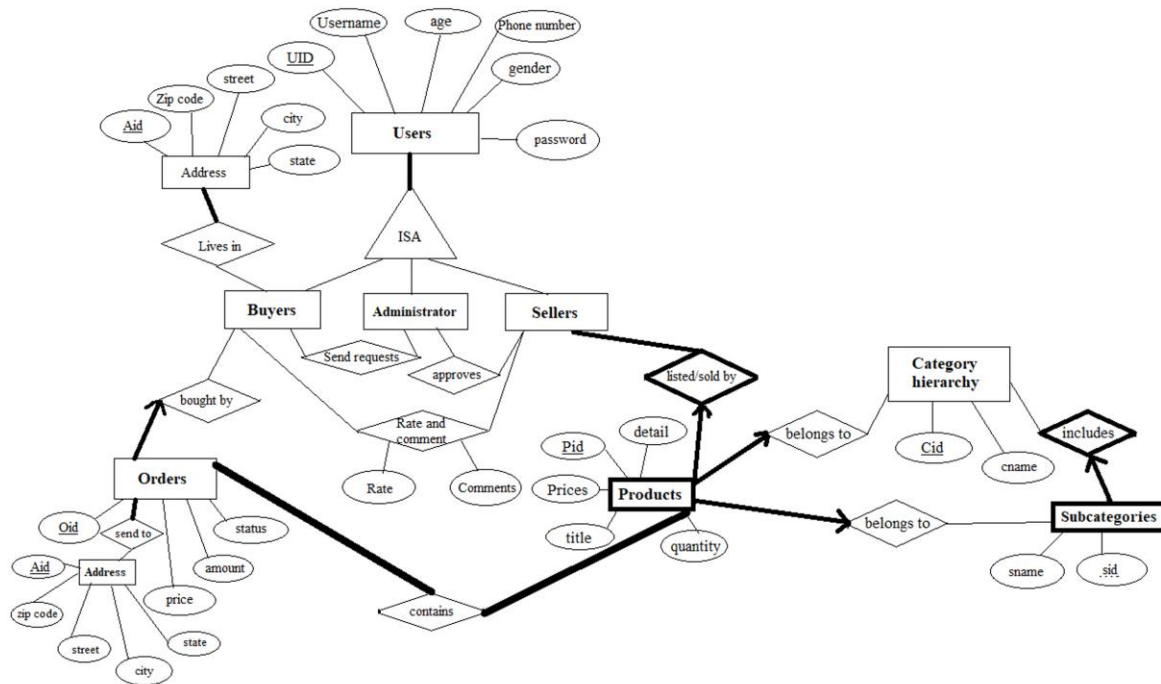 Username
age
Phone number
UID
gender
street
Zip code
Aid
city
Users
password
Address
state
Lives in
ISA
Buyers
Administrator
Sellers
Send requests
approves
listed/sold by
Category
hierarchy
bought by
Rate and
comment
detail
belongs to
includes
Pid
Cid
cname
Orders
Rate
Comments
Prices
Products
Subcategories
Oid
send to
status
title
quantity
belongs to
sname
sid
Aid
Address
amount
zip code
price
contains
street
state
city